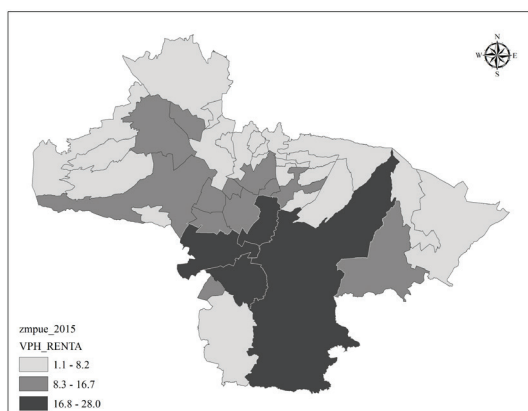 N
W E
S
zmpue_2015
VPH_RENTA
1.1 - 8.2
8.3 - 16.7
16.8 - 28.0